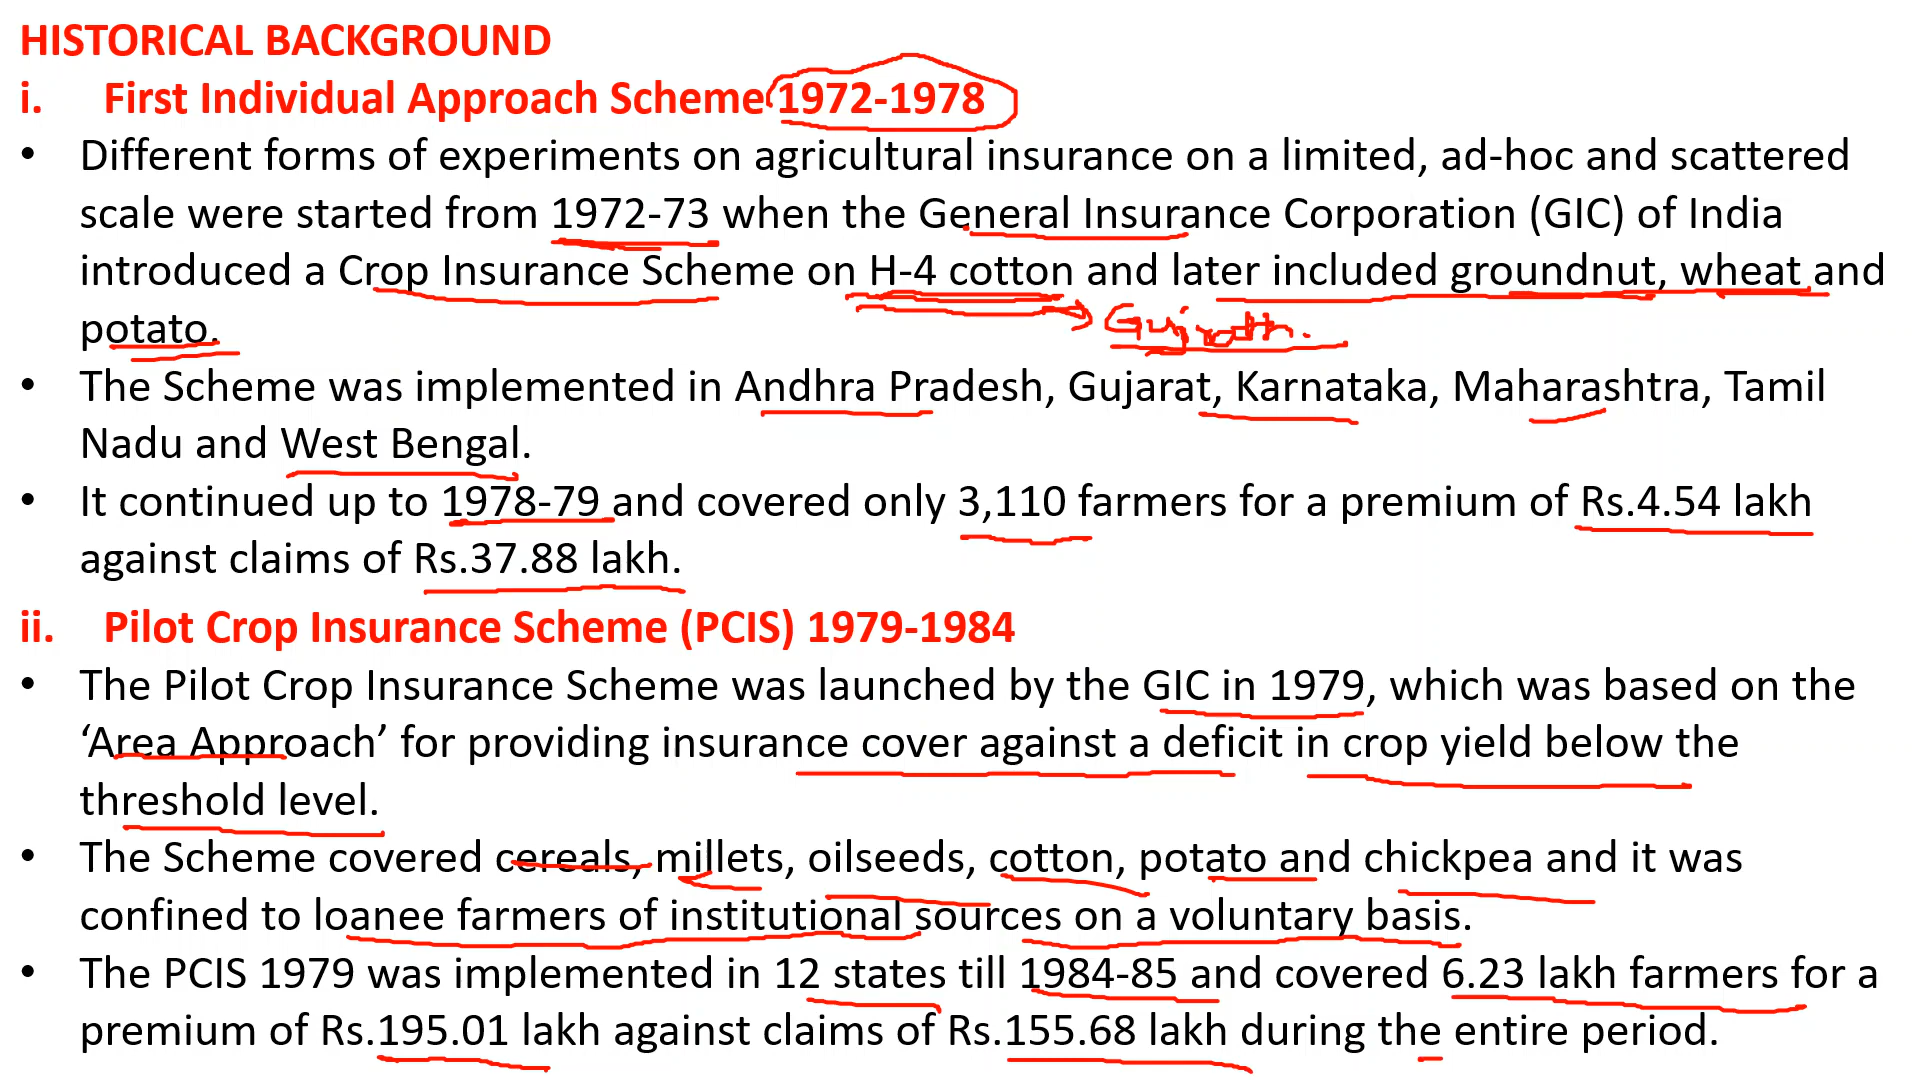 HISTORICAL BACKGROUND
i. First Individual Approach Scheme 1972-1978
• Different forms of experiments on agricultural insurance on a limited, ad-hoc and scattered
scale were started from 1972-73 when the General Insurance Corporation (GIC) of India
introduced a Crop Insurance Scheme on H-4 cotton and later included groundnut, wheat and
potato.
Gujrath.
• The Scheme was implemented in Andhra Pradesh, Gujarat, Karnataka, Maharashtra, Tamil
Nadu and West Bengal.
• It continued up to 1978-79 and covered only 3,110 farmers for a premium of Rs.4.54 lakh
against claims of Rs.37.88 lakh.
ii. Pilot Crop Insurance Scheme (PCIS) 1979-1984
• The Pilot Crop Insurance Scheme was launched by the GIC in 1979, which was based on the
‘Area Approach’ for providing insurance cover against a deficit in crop yield below the
threshold level.
• The Scheme covered cereals, millets, oilseeds, cotton, potato and chickpea and it was
confined to loanee farmers of institutional sources on a voluntary basis.
• The PCIS 1979 was implemented in 12 states till 1984-85 and covered 6.23 lakh farmers for a
premium of Rs.195.01 lakh against claims of Rs.155.68 lakh during the entire period.